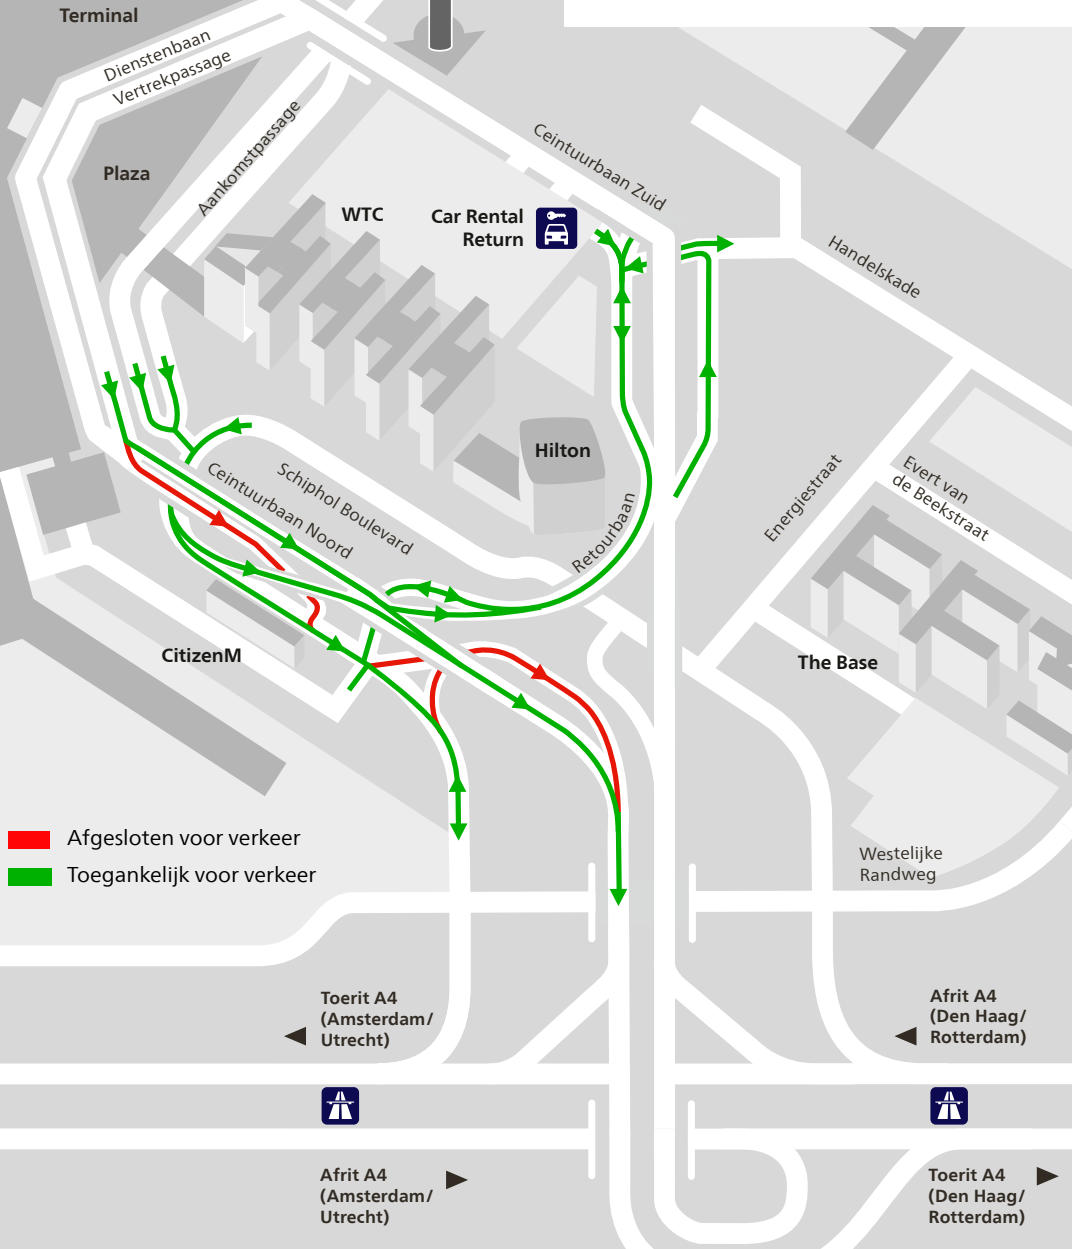 Terminal
Dienstenbaan
Vertrekpassage
Aankomstpassage
Plaza
WTC
Car Rental
Return
Ceintuurbaan Zuid
Handelskade
Hilton
Schiphol Boulevard
Ceintuurbaan Noord
Retourbaan
Energiestraat
Evert van
de Beekstraat
CitizenM
The Base
Afgesloten voor verkeer
Toegankelijk voor verkeer
Westelijke
Randweg
Toerit A4
(Amsterdam/
Utrecht)
Afrit A4
(Den Haag/
Rotterdam)
Afrit A4
(Amsterdam/
Utrecht)
Toerit A4
(Den Haag/
Rotterdam)